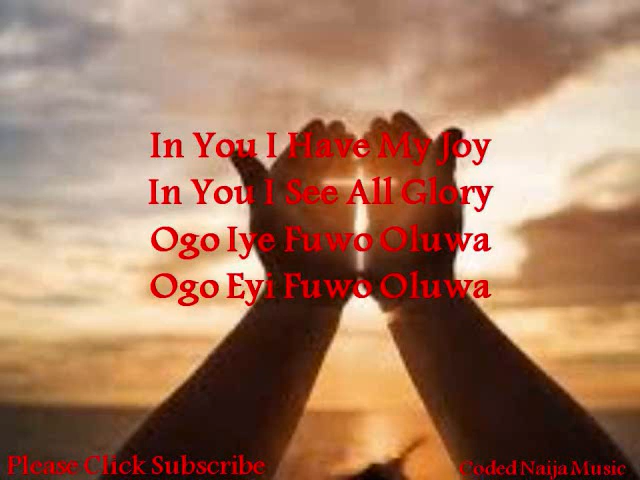 In You I Have My Joy
In You I See All Glory
Ogo Iye Fuwo Oluwa
Ogo Eyi Fuwo Oluwa
Please Click Subscribe
Coded Naija Music